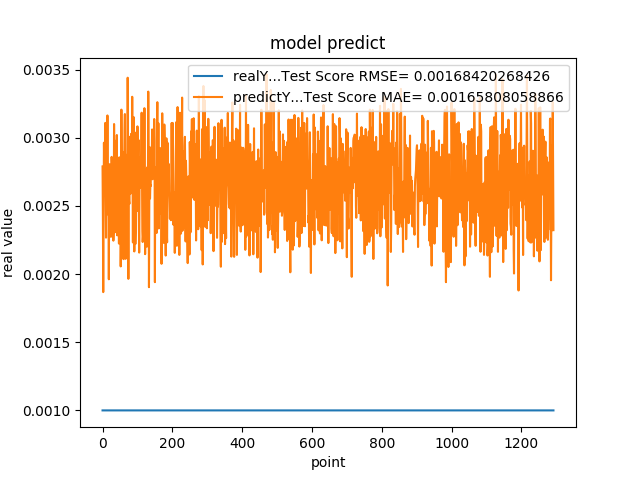 model predict
realY...Test Score RMSE= 0.00168420268426
predictY...Test Score MAE= 0.00165808058866
real value
0.0035
0.0030
0.0025
0.0020
0.0015
0.0010
0 200 400 600 800 1000 1200
point